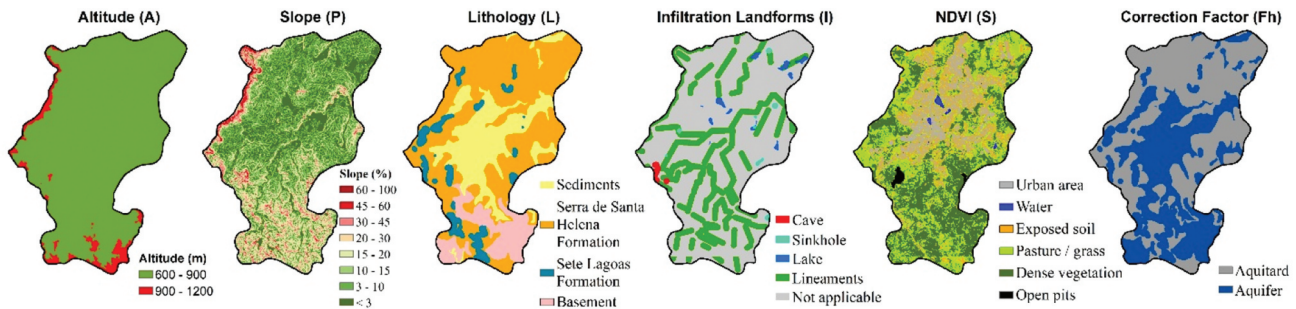 Altitude (A)
Altitude (m)
600 - 900
900 - 1200
Slope (P)
Slope (%)
60 - 100
45 - 60
30 - 45
20 - 30
15 - 20
10 - 15
3 - 10
< 3
Lithology (L)
Sediments
Serra de Santa
Helena
Formation
Sete Lagoas
Formation
Basement
Infiltration Landforms (I)
Cave
Sinkhole
Lake
Lineaments
Not applicable
NDVI (S)
Urban area
Water
Exposed soil
Pasture / grass
Dense vegetation
Open pits
Correction Factor (Fh)
Aquitard
Aquifer